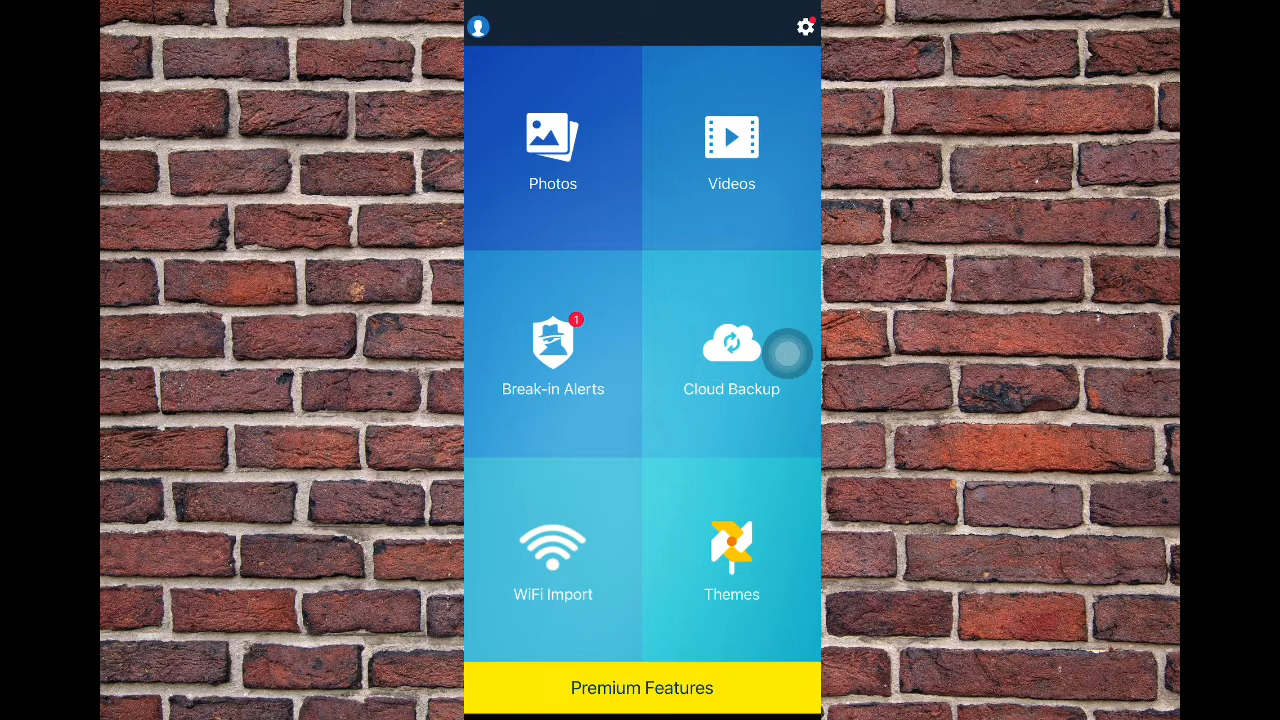 Photos
Videos
1
Break-in Alerts
Cloud Backup
WiFi Import
Themes
Premium Features